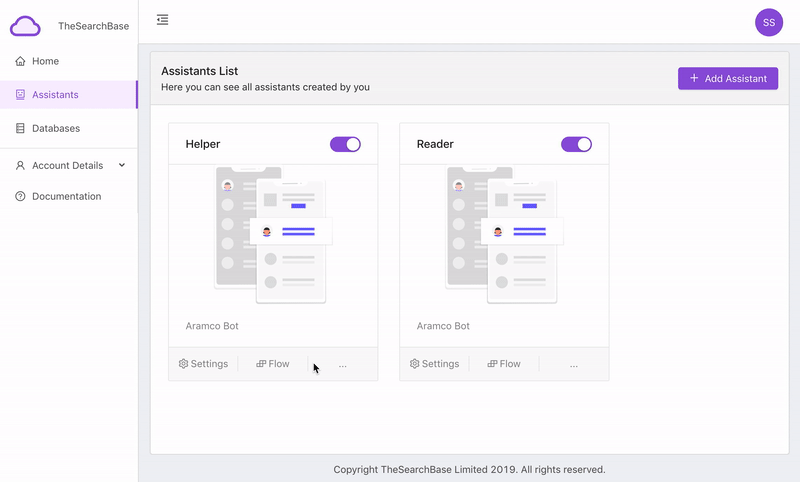 TheSearchBase
SS
Home
Assistants
Databases
Account Details
Documentation
Assistants List
Here you can see all assistants created by you
+ Add Assistant
Helper
Reader
Aramco Bot
Aramco Bot
Settings
Flow
...
Settings
Flow
...
Copyright TheSearchBase Limited 2019. All rights reserved.